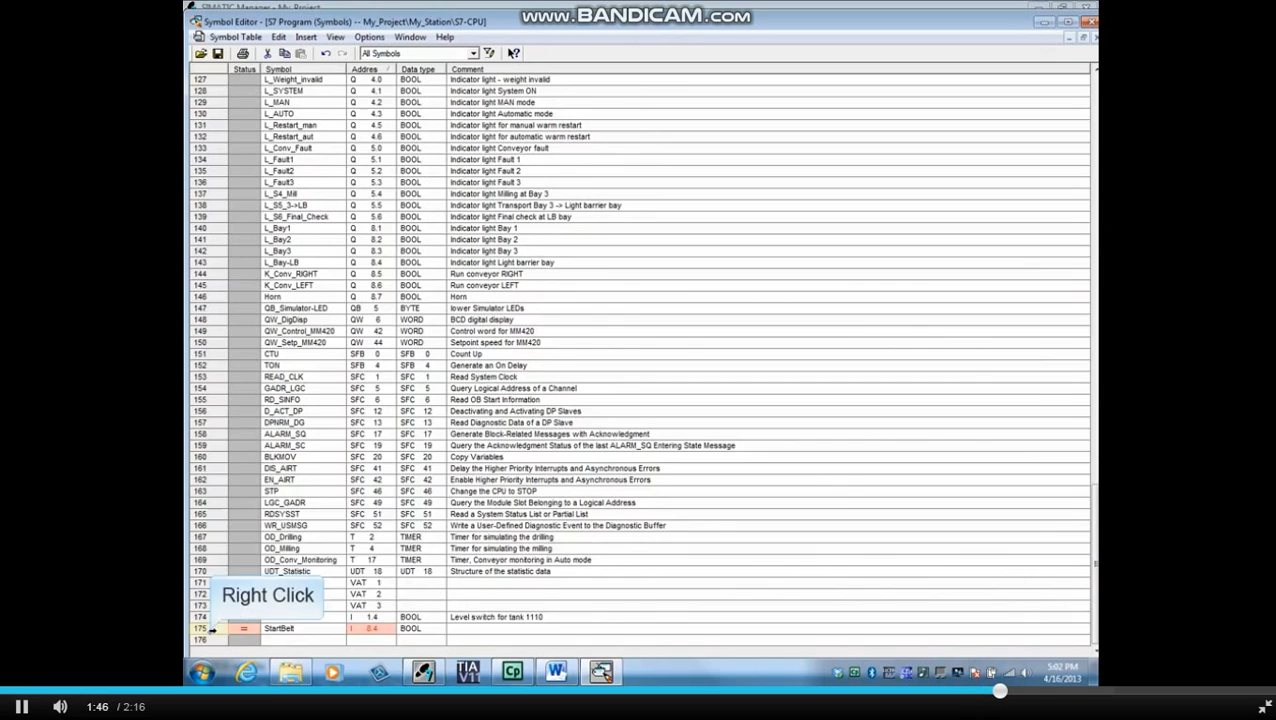 SIMATIC Manager - My_Project
www.BANDICAM.com
Symbol Editor - [S7 Program (Symbols) -- My_Project\My_Station\S7-CPU]
Symbol Table Edit Insert View Options Window Help
All Symbols
Status Symbol Addres / Data type Comment
127 L_Weight_invalid Q 4.0 BOOL Indicator light - weight invalid
128 L_SYSTEM Q 4.1 BOOL Indicator light System ON
129 L_MAN Q 4.2 BOOL Indicator light MAN mode
130 L_AUTO Q 4.3 BOOL Indicator light Automatic mode
131 L_Restart_man Q 4.5 BOOL Indicator light for manual warm restart
132 L_Restart_aut Q 4.6 BOOL Indicator light for automatic warm restart
133 L_Conv_Fault Q 5.0 BOOL Indicator light Conveyor fault
134 L_Fault1 Q 5.1 BOOL Indicator light Fault 1
135 L_Fault2 Q 5.2 BOOL Indicator light Fault 2
136 L_Fault3 Q 5.3 BOOL Indicator light Fault 3
137 L_S4_Mill Q 5.4 BOOL Indicator light Milling at Bay 3
138 L_S5_3->LB Q 5.5 BOOL Indicator light Transport Bay 3 -> Light barrier bay
139 L_S6_Final_Check Q 5.6 BOOL Indicator light Final check at LB bay
140 L_Bay1 Q 8.1 BOOL Indicator light Bay 1
141 L_Bay2 Q 8.2 BOOL Indicator light Bay 2
142 L_Bay3 Q 8.3 BOOL Indicator light Bay 3
143 L_Bay-LB Q 8.4 BOOL Indicator light Light barrier bay
144 K_Conv_RIGHT Q 8.5 BOOL Run conveyor RIGHT
145 K_Conv_LEFT Q 8.6 BOOL Run conveyor LEFT
146 Horn Q 8.7 BOOL Horn
147 QB_Simulator-LED QB 5 BYTE lower Simulator LEDs
148 QW_DigDisp QW 6 WORD BCD digital display
149 QW_Control_MM420 QW 42 WORD Control word for MM420
150 QW_Setp_MM420 QW 44 WORD Setpoint speed for MM420
151 CTU SFB 0 SFB 0 Count Up
152 TON SFB 4 SFB 4 Generate an On Delay
153 READ_CLK SFC 1 SFC 1 Read System Clock
154 GADR_LGC SFC 5 SFC 5 Query Logical Address of a Channel
155 RD_SINFO SFC 6 SFC 6 Read OB Start Information
156 D_ACT_DP SFC 12 SFC 12 Deactivating and Activating DP Slaves
157 DPNRM_DG SFC 13 SFC 13 Read Diagnostic Data of a DP Slave
158 ALARM_SQ SFC 17 SFC 17 Generate Block-Related Messages with Acknowledgment
159 ALARM_SC SFC 19 SFC 19 Query the Acknowledgment Status of the last ALARM_SQ Entering State Message
160 BLKMOV SFC 20 SFC 20 Copy Variables
161 DIS_AIRT SFC 41 SFC 41 Delay the Higher Priority Interrupts and Asynchronous Errors
162 EN_AIRT SFC 42 SFC 42 Enable Higher Priority Interrupts and Asynchronous Errors
163 STP SFC 46 SFC 46 Change the CPU to STOP
164 LGC_GADR SFC 49 SFC 49 Query the Module Slot Belonging to a Logical Address
165 RDSYSST SFC 51 SFC 51 Read a System Status List or Partial List
166 WR_USMSG SFC 52 SFC 52 Write a User-Defined Diagnostic Event to the Diagnostic Buffer
167 OD_Drilling T 2 TIMER Timer for simulating the drilling
168 OD_Milling T 4 TIMER Timer for simulating the milling
169 OD_Conv_Monitoring T 17 TIMER Timer, Conveyor monitoring in Auto mode
170 UDT_Statistic UDT 18 UDT 18 Structure of the statistic data
171 VAT 1
172 VAT 2
173 VAT 3
174 I 1.4 BOOL Level switch for tank 1110
175 = StartBelt I 8.4 BOOL
176
Right Click
TIA V11
Cp
W
5:02 PM
4/16/2013
1:46 / 2:16